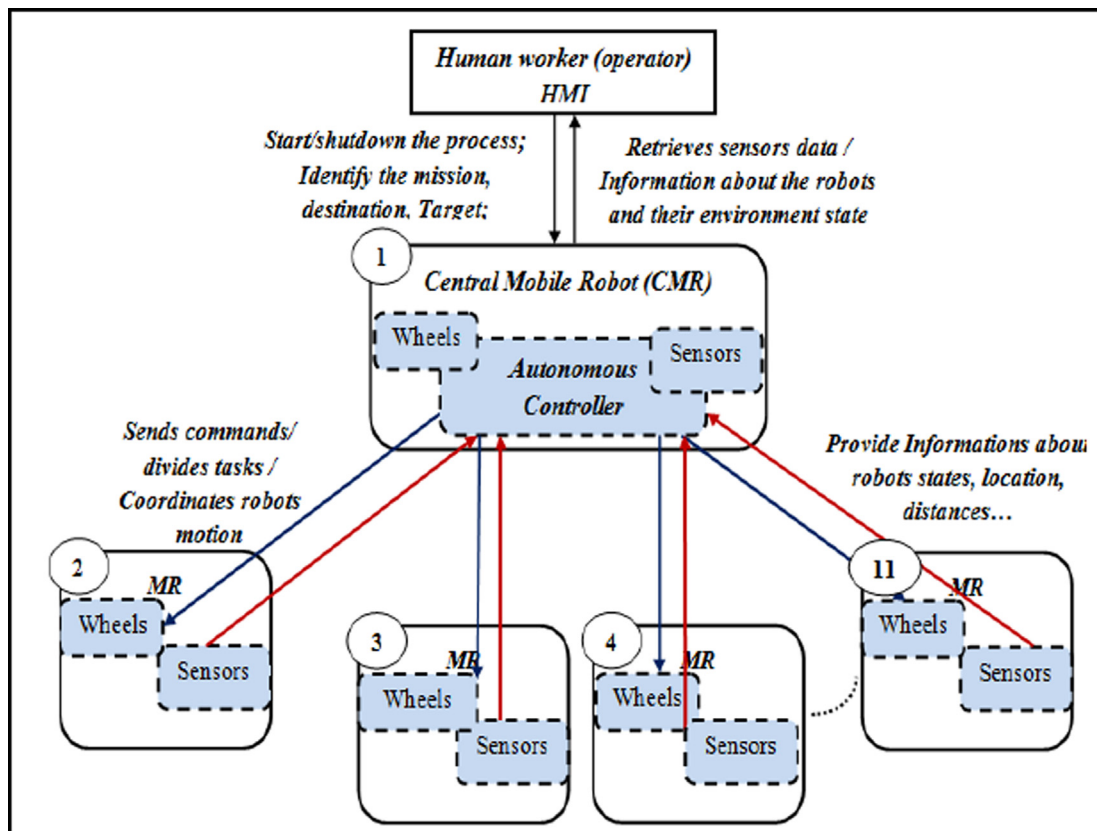 Human worker (operator)
HMI
Start/shutdown the process;
Identify the mission,
destination, Target;
Retrieves sensors data /
Information about the robots
and their environment state
1
Central Mobile Robot (CMR)
Wheels
Sensors
Autonomous
Controller
Sends commands/
divides tasks /
Coordinates robots
motion
Provide Informations about
robots states, location,
distances...
2
MR
Wheels
Sensors
3
MR
Wheels
Sensors
4
MR
Wheels
Sensors
11
MR
Wheels
Sensors